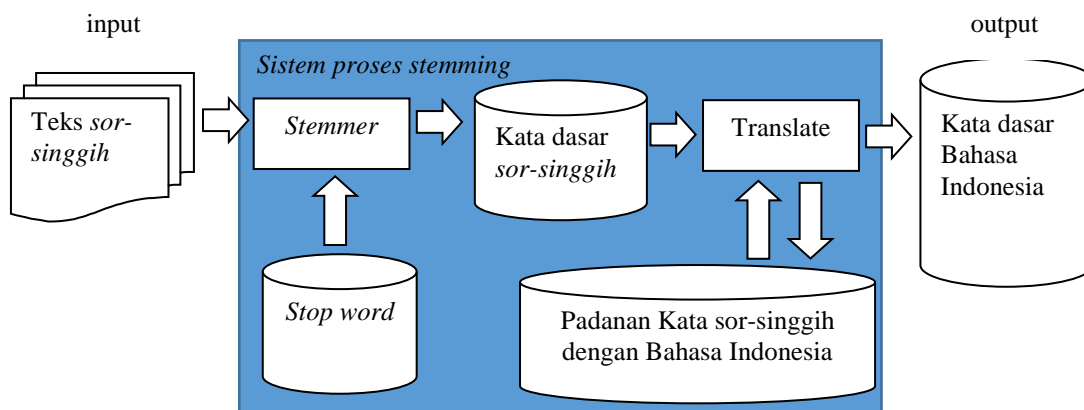 input
output
Sistem proses stemming
Teks sor-
singgih
Stemmer
Kata dasar
sor-singgih
Translate
Kata dasar
Bahasa
Indonesia
Stop word
Padanan Kata sor-singgih
dengan Bahasa Indonesia